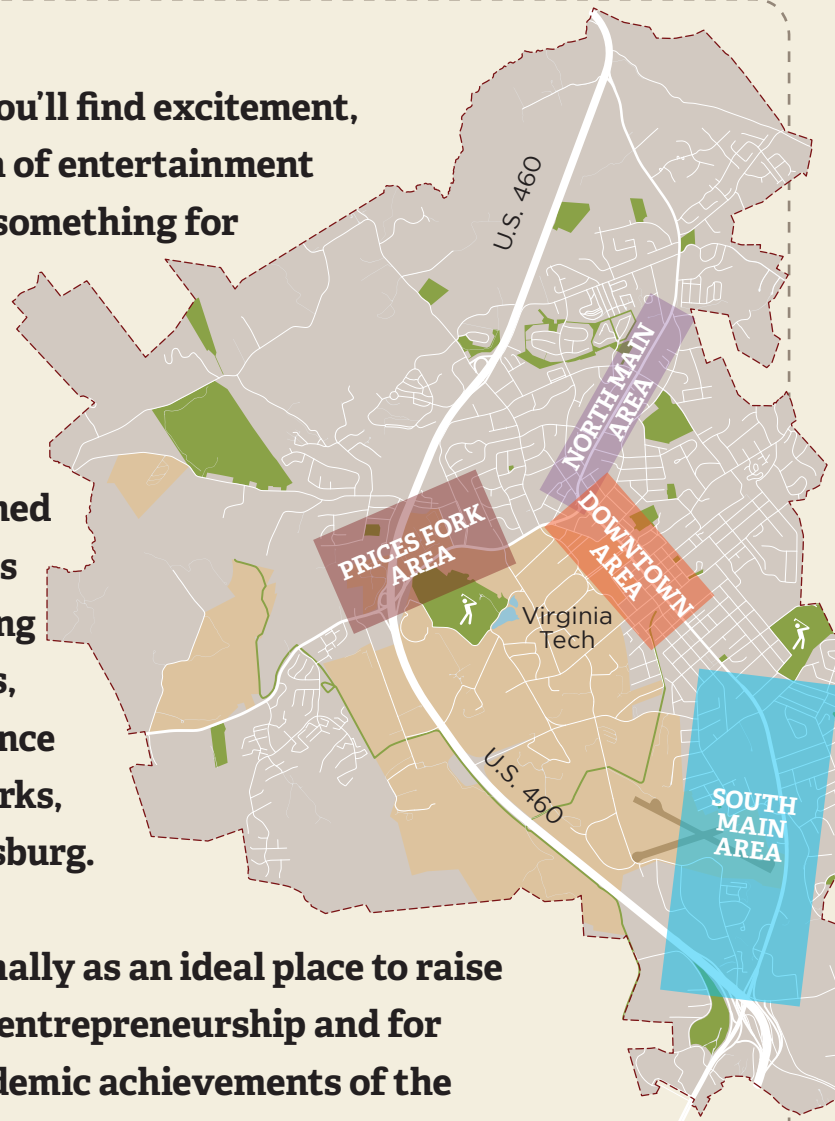 ou'll find excitement,
of entertainment
something for
U.S. 460
NORTH MAIN
AREA
PRICES FORK
AREA
DOWNTOWN
AREA
Virginia
Tech
U.S. 460
SOUTH
MAIN
AREA
ned
s
ng
s,
nce
rks,
sburg.
nally as an ideal place to raise
entrepreneurship and for
demic achievements of the